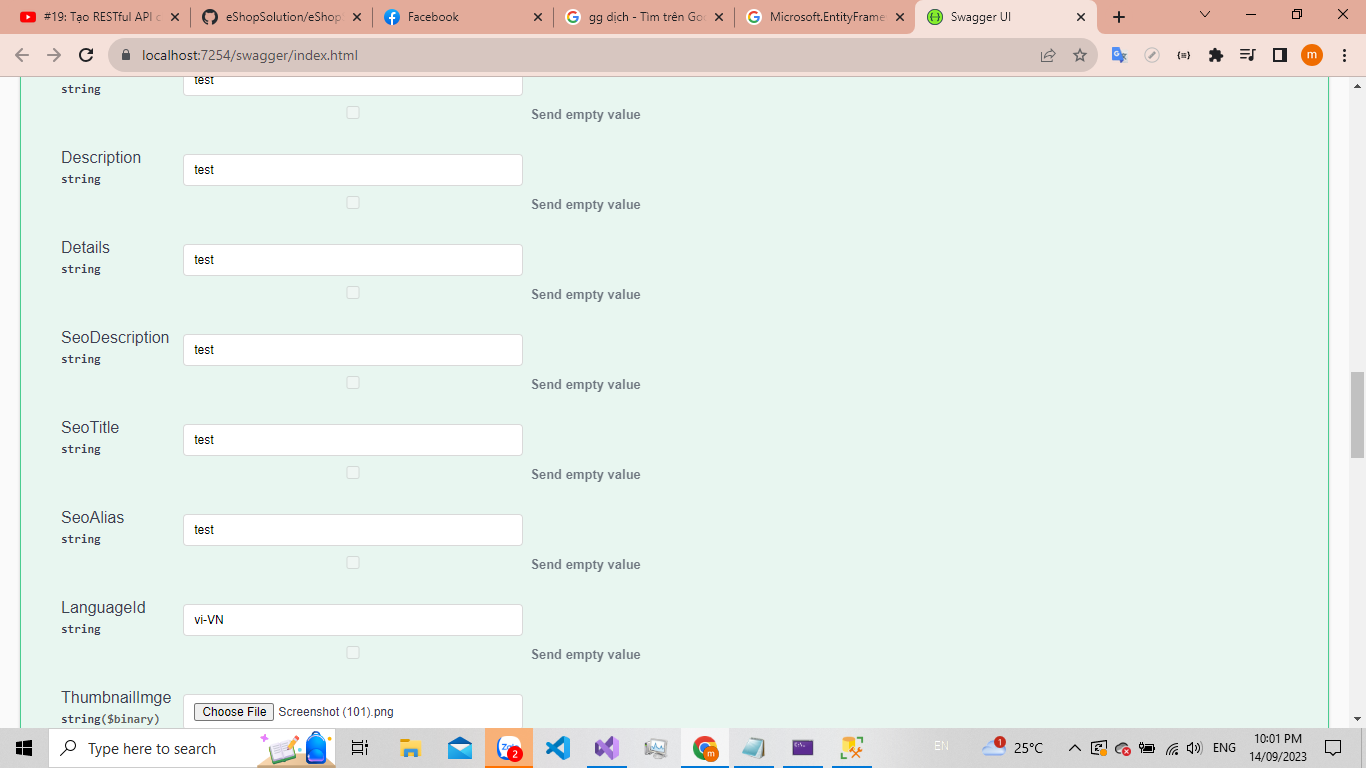 #19: Tạo RESTful API c
eShopSolution/eShopS
Facebook
gg dịch - Tìm trên Goo
Microsoft.EntityFrame
Swagger UI
localhost:7254/swagger/index.html
m
string
test
Send empty value
Description
string
test
Send empty value
Details
string
test
Send empty value
SeoDescription
string
test
Send empty value
SeoTitle
string
test
Send empty value
SeoAlias
string
test
Send empty value
LanguageId
string
vi-VN
Send empty value
ThumbnailImge
string($binary)
Choose File Screenshot (101).png
Type here to search
2
m
EN
1
25°C
ENG
10:01 PM
14/09/2023